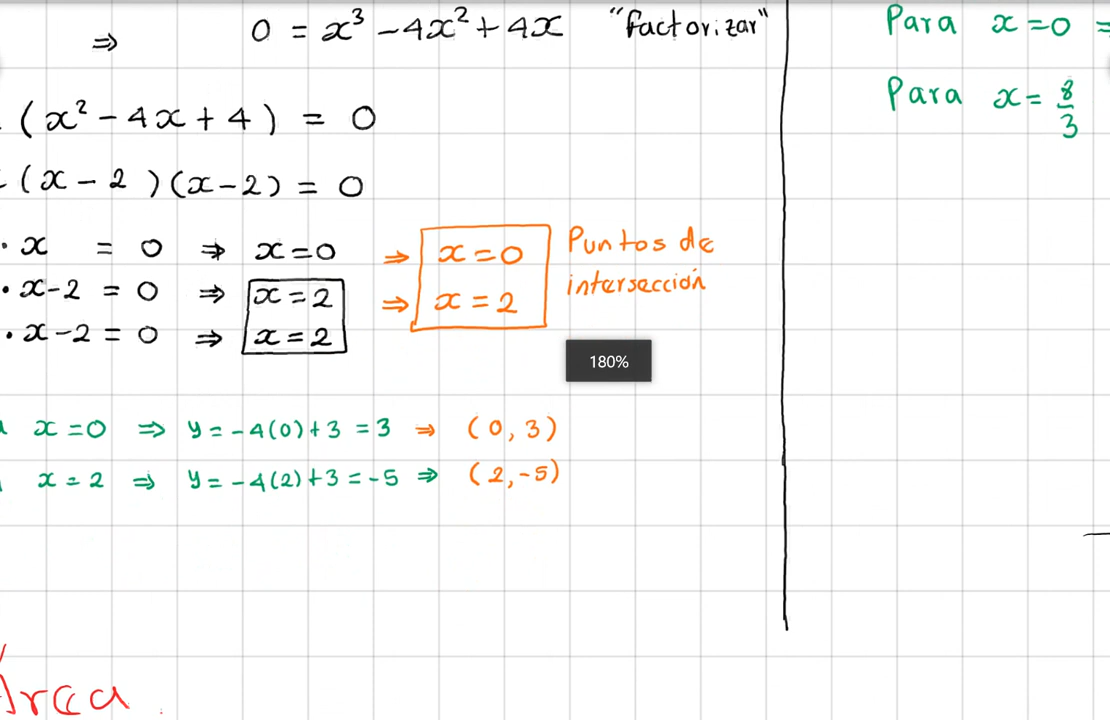 ⇒ 0 = x³ - 4x² + 4x "factorizar"
(x² - 4x + 4) = 0
(x - 2)(x - 2) = 0
• x = 0 ⇒ x = 0 ⇒ x = 0
• x - 2 = 0 ⇒ x = 2 ⇒ x = 2
• x - 2 = 0 ⇒ x = 2
Puntos de
intersección
180%
x = 0 ⇒ y = -4(0) + 3 = 3 ⇒ (0, 3)
x = 2 ⇒ y = -4(2) + 3 = -5 ⇒ (2, -5)
Area
Para x = 0 =
Para x = 8/3